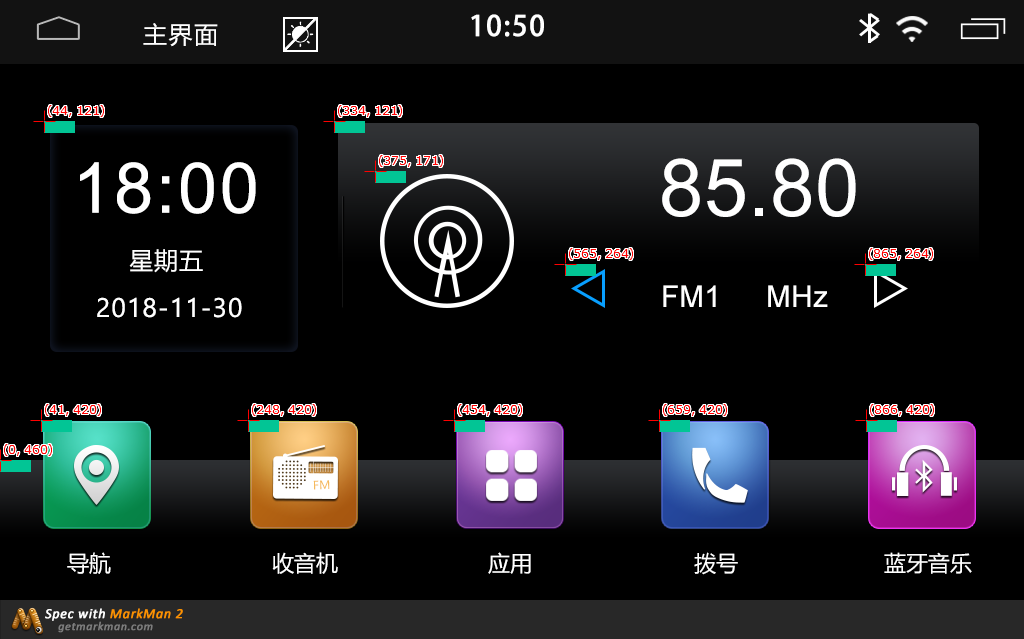 主界面
10:50
(44, 121)
(334, 121)
(375, 171)
18:00
85.80
星期五
(565, 264)
(865, 264)
2018-11-30
FM1 MHz
(41, 420)
(248, 420)
(454, 420)
(659, 420)
(866, 420)
(0, 460)
FM
导航
收音机
应用
拨号
蓝牙音乐
Spec with MarkMan 2
getmarkman.com